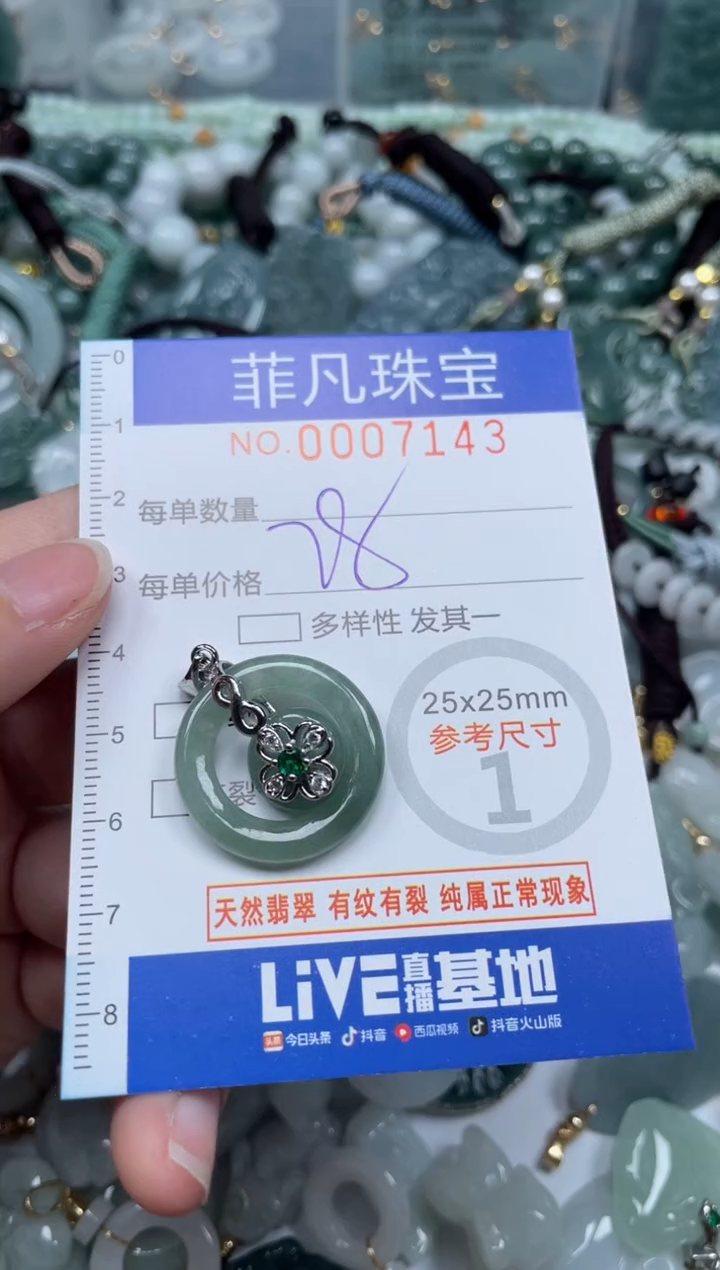 菲凡珠宝
NO.0007143
每单数量
每单价格
多样性 发其一
25x25mm
参考尺寸
1
裂
天然翡翠 有纹有裂 纯属正常现象
LiVE直播基地
头条 今日头条 抖音 西瓜视频 抖音火山版
0
1
2
3
4
5
6
7
8